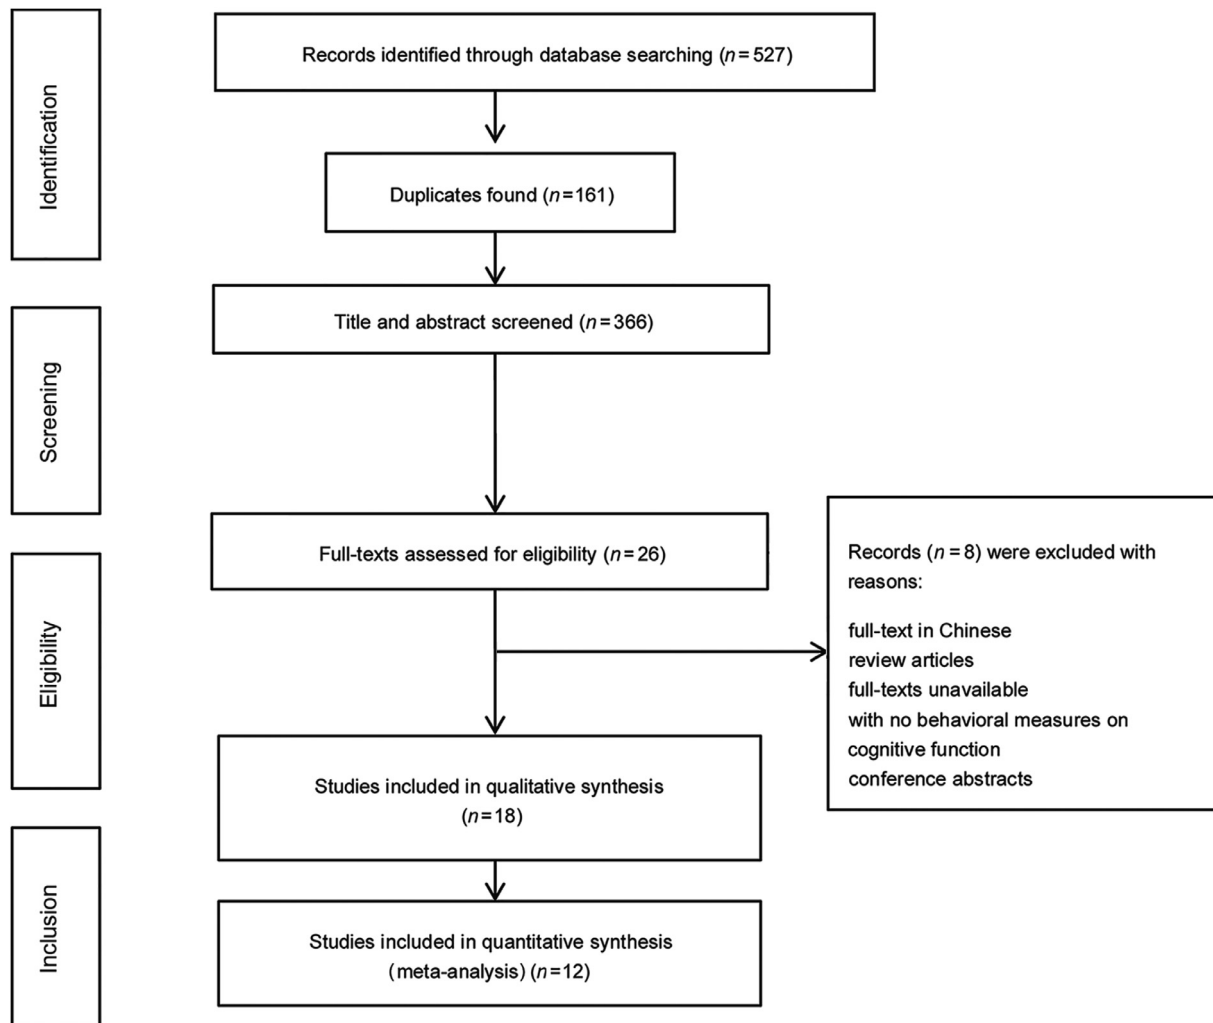 Identification
Records identified through database searching (n=527)
Duplicates found (n=161)
Screening
Title and abstract screened (n=366)
Eligibility
Full-texts assessed for eligibility (n=26)
Records (n=8) were excluded with
reasons:
full-text in Chinese
review articles
full-texts unavailable
with no behavioral measures on
cognitive function
conference abstracts
Studies included in qualitative synthesis
(n=18)
Inclusion
Studies included in quantitative synthesis
(meta-analysis) (n=12)